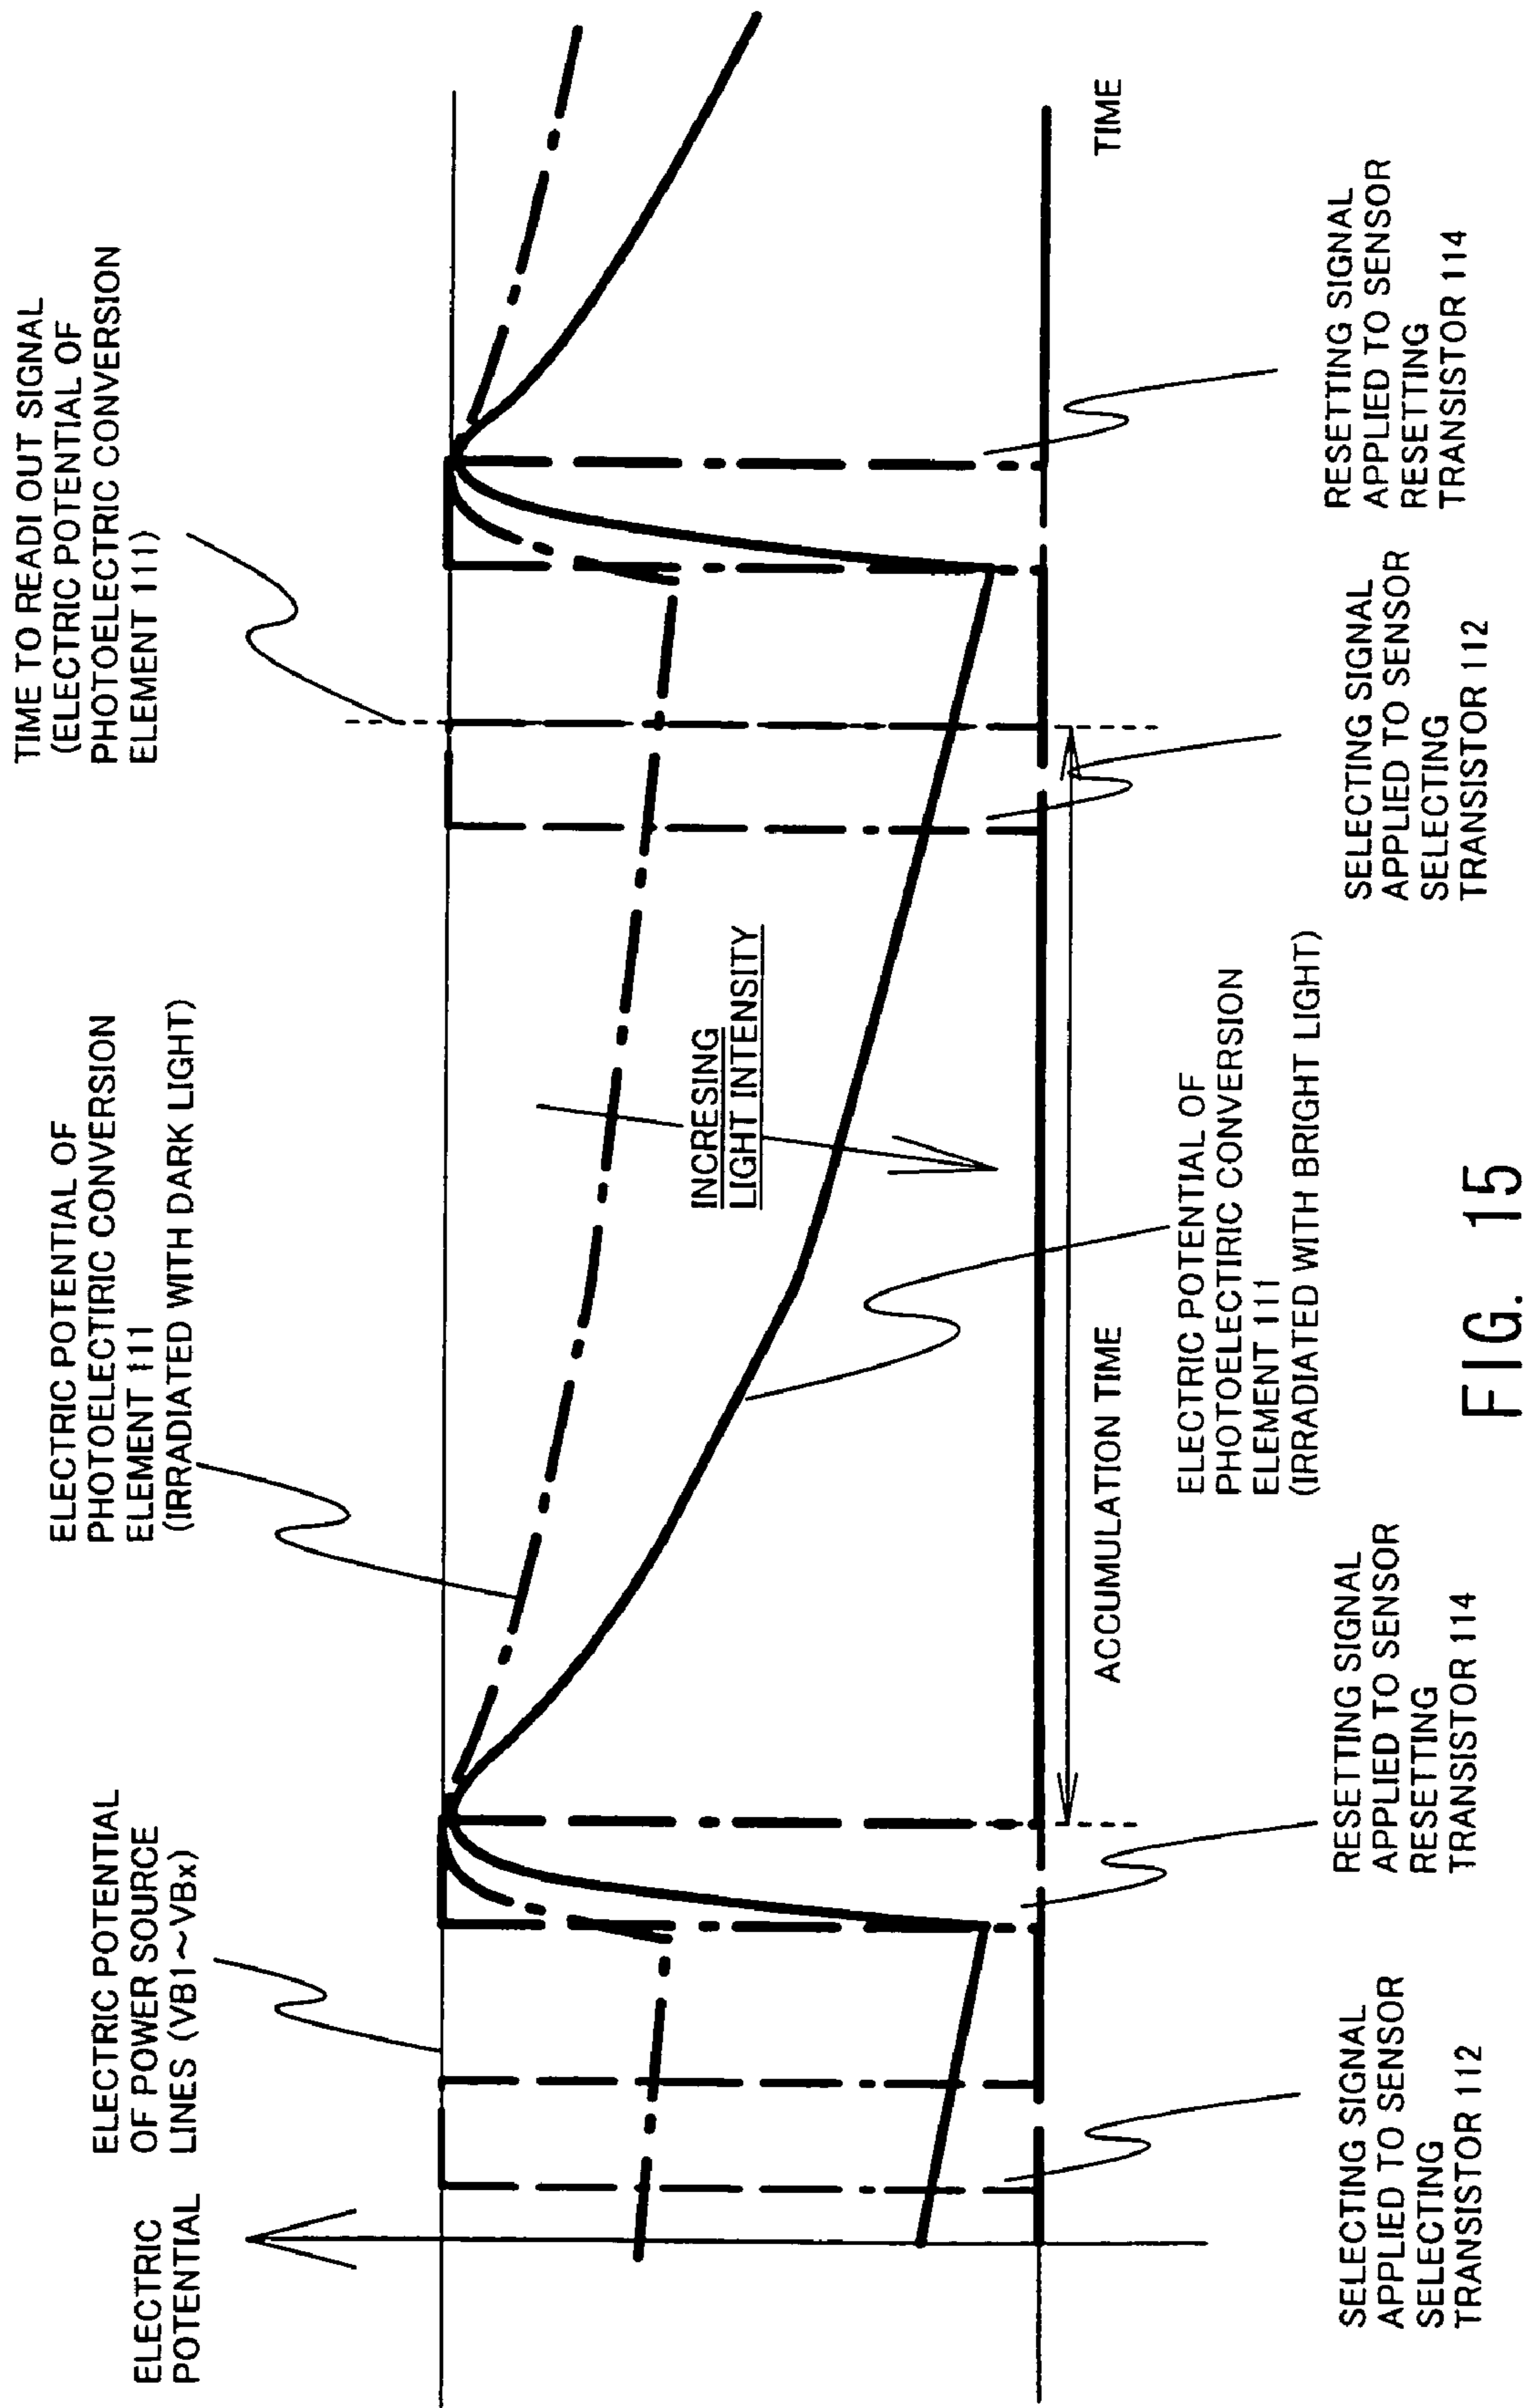 ELECTRIC
POTENTIAL
ELECTRIC POTENTIAL
OF POWER SOURCE
LINES (VB1~VBx)
ELECTRIC POTENTIAL OF
PHOTOELECTIRIC CONVERSION
ELEMENT 111
(IRRADIATED WITH DARK LIGHT)
TIME TO READI OUT SIGNAL
(ELECTRIC POTENTIAL OF
PHOTOELECTRIC CONVERSION
ELEMENT 111)
INCRESING
LIGHT INTENSITY
ACCUMULATION TIME
TIME
SELECTING SIGNAL
APPLIED TO SENSOR
SELECTING
TRANSISTOR 112
RESETTING SIGNAL
APPLIED TO SENSOR
RESETTING
TRANSISTOR 114
ELECTRIC POTENTIAL OF
PHOTOELECTIRIC CONVERSION
ELEMENT 111
(IRRADIATED WITH BRIGHT LIGHT)
SELECTING SIGNAL
APPLIED TO SENSOR
SELECTING
TRANSISTOR 112
RESETTING SIGNAL
APPLIED TO SENSOR
RESETTING
TRANSISTOR 114
FIG. 15